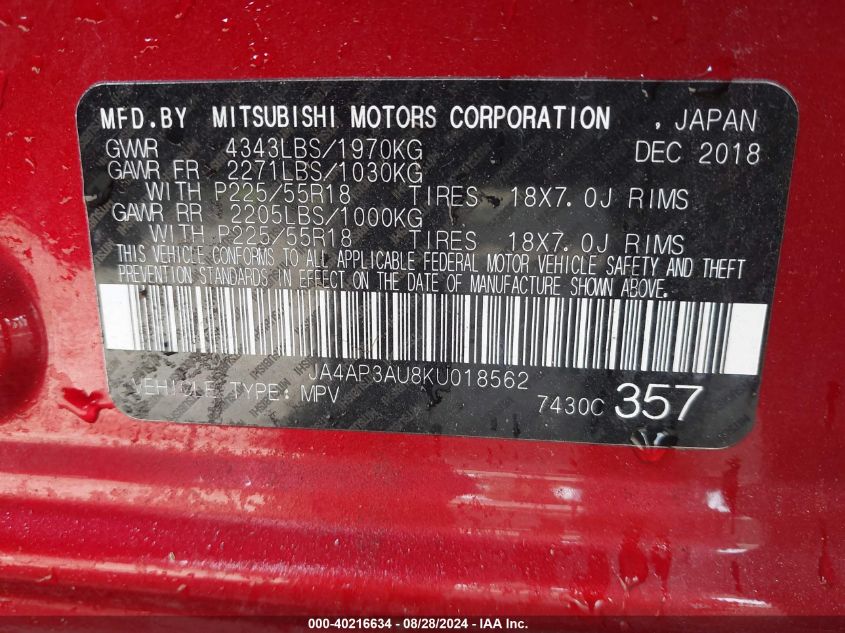 MFD.BY MITSUBISHI MOTORS CORPORATION , JAPAN
GVWR 4343LBS/1970KG DEC 2018
GAWR FR 2271LBS/1030KG
WITH P225/55R18 TIRES 18X7.0J RIMS
GAWR RR 2205LBS/1000KG
WITH P225/55R18 TIRES 18X7.0J RIMS
THIS VEHICLE CONFORMS TO ALL APPLICABLE FEDERAL MOTOR VEHICLE SAFETY AND THEFT
PREVENTION STANDARDS IN EFFECT ON THE DATE OF MANUFACTURE SHOWN ABOVE.
JA4AP3AU8KU018562
VEHICLE TYPE: MPV 7430C 357
000-40216634 - 08/28/2024 - IAA Holdings, LLC.